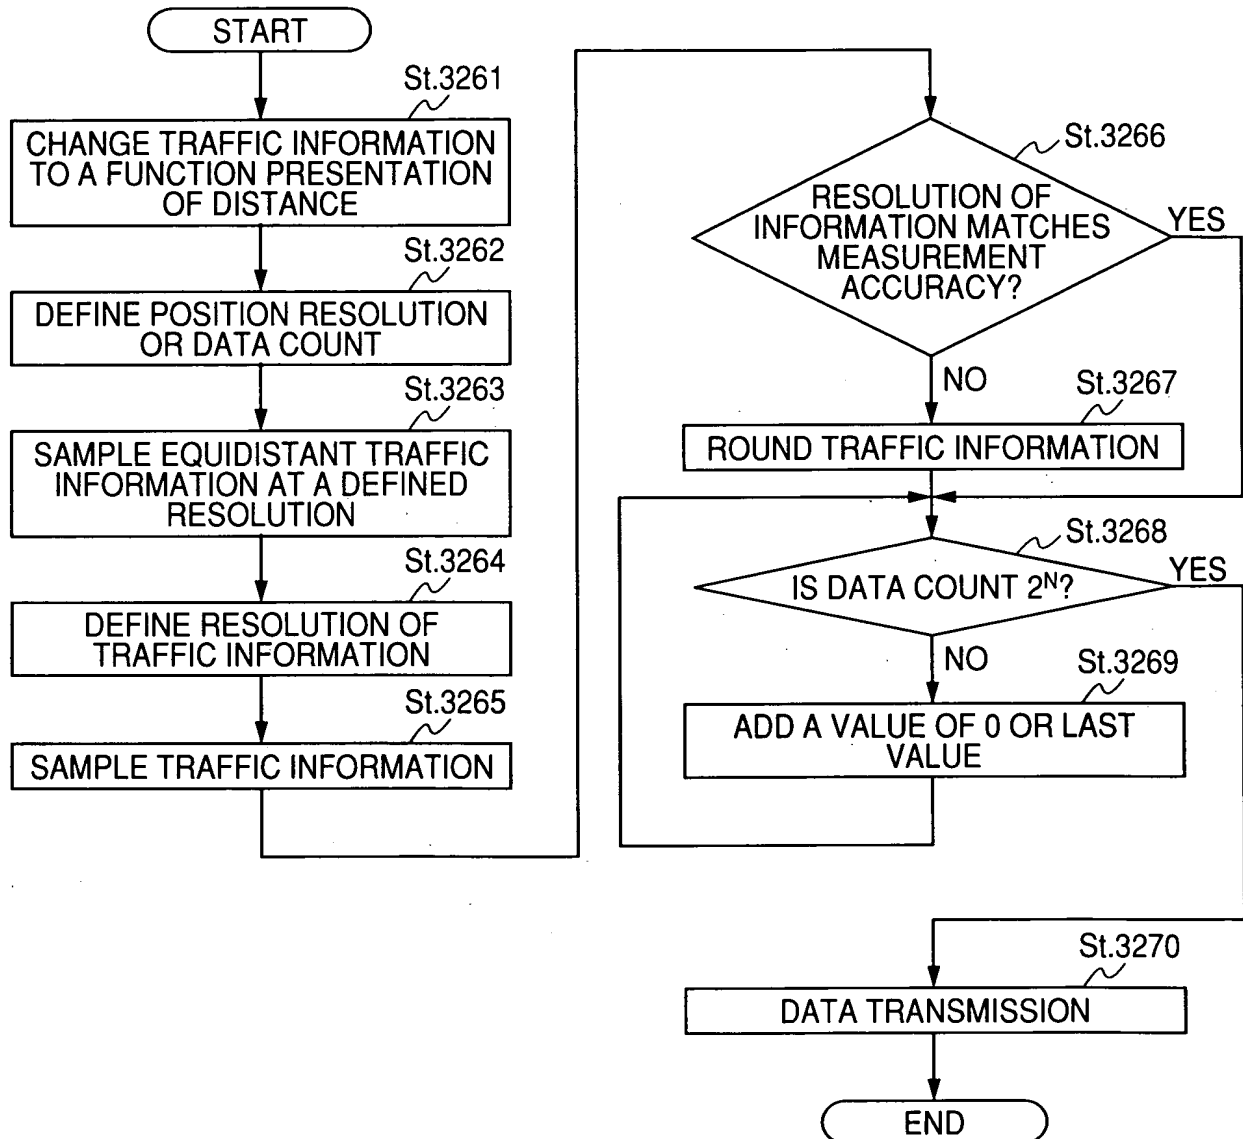 START
St.3261
CHANGE TRAFFIC INFORMATION
TO A FUNCTION PRESENTATION
OF DISTANCE
St.3262
DEFINE POSITION RESOLUTION
OR DATA COUNT
St.3263
SAMPLE EQUIDISTANT TRAFFIC
INFORMATION AT A DEFINED
RESOLUTION
St.3264
DEFINE RESOLUTION OF
TRAFFIC INFORMATION
St.3265
SAMPLE TRAFFIC INFORMATION
St.3266
RESOLUTION OF
INFORMATION MATCHES
MEASUREMENT
ACCURACY?
YES
NO
St.3267
ROUND TRAFFIC INFORMATION
St.3268
IS DATA COUNT 2ᴺ?
YES
NO
St.3269
ADD A VALUE OF 0 OR LAST
VALUE
St.3270
DATA TRANSMISSION
END